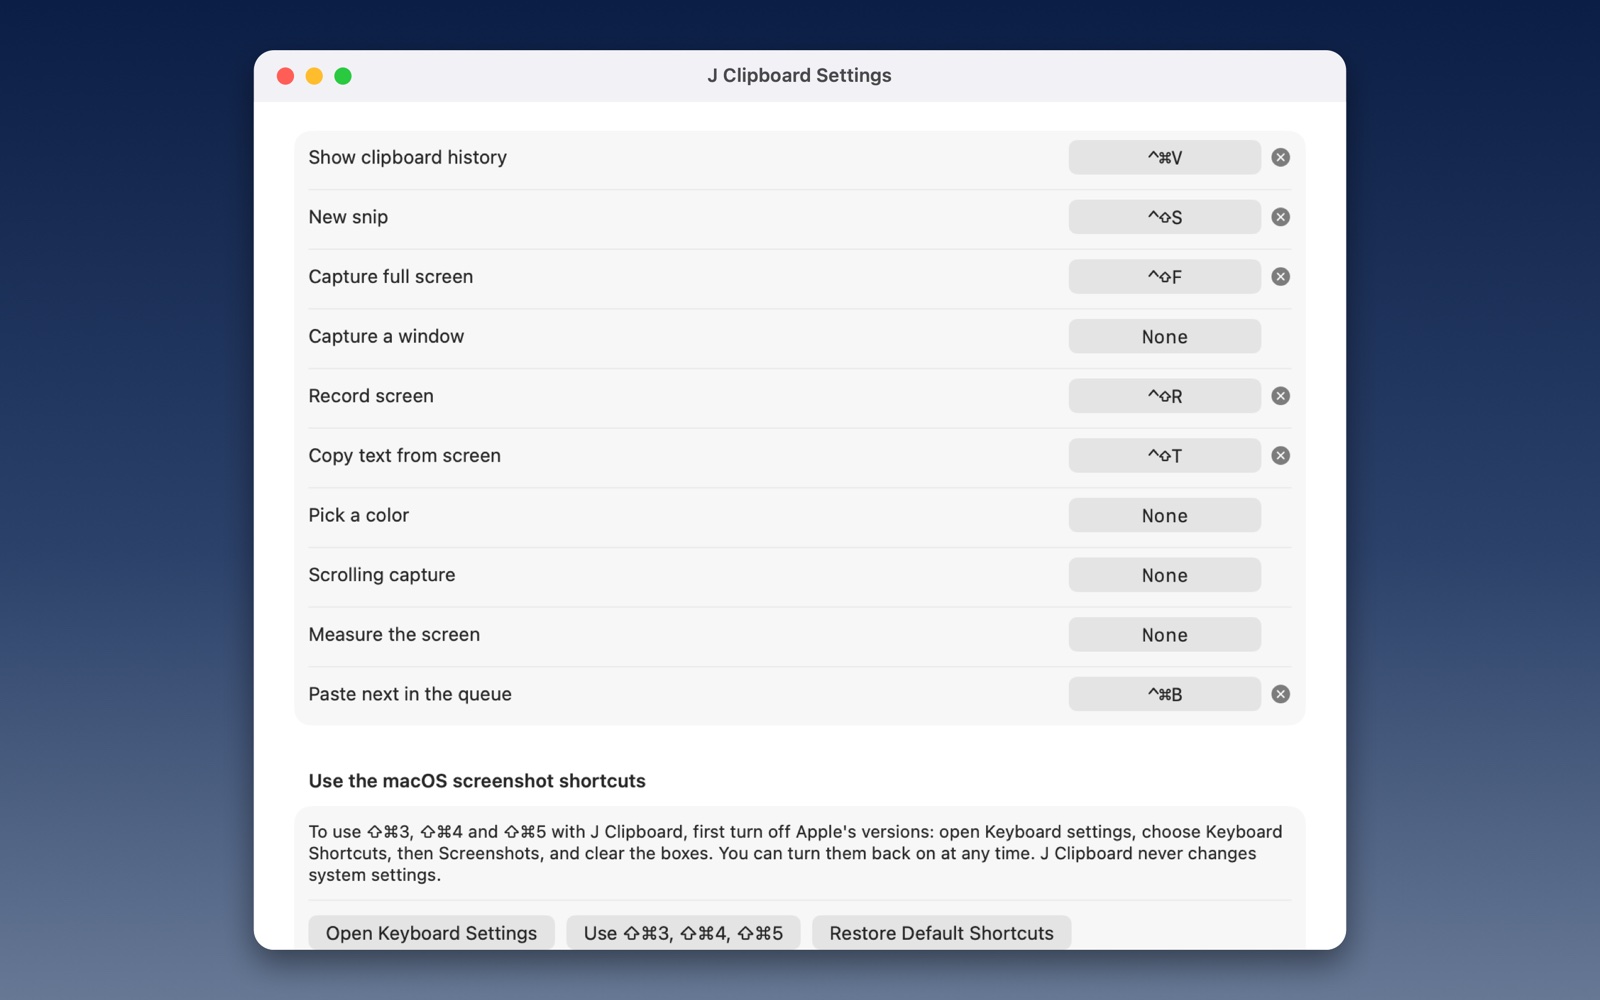 J Clipboard Settings
Show clipboard history
^⌘V
New snip
^⇧S
Capture full screen
^⇧F
Capture a window
None
Record screen
^⇧R
Copy text from screen
^⇧T
Pick a color
None
Scrolling capture
None
Measure the screen
None
Paste next in the queue
^⌘B
Use the macOS screenshot shortcuts
To use ⇧⌘3, ⇧⌘4 and ⇧⌘5 with J Clipboard, first turn off Apple's versions: open Keyboard settings, choose Keyboard
Shortcuts, then Screenshots, and clear the boxes. You can turn them back on at any time. J Clipboard never changes
system settings.
Open Keyboard Settings
Use ⇧⌘3, ⇧⌘4, ⇧⌘5
Restore Default Shortcuts